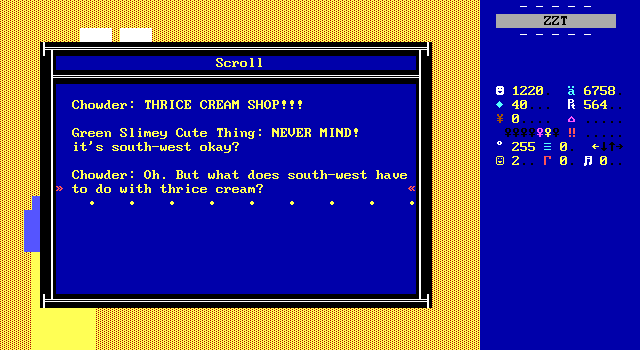 ZZT
Scroll
Chowder: THRICE CREAM SHOP!!!
Green Slimey Cute Thing: NEVER MIND!
it's south-west okay?
Chowder: Oh. But what does south-west have
» to do with thrice cream? «
1220
6758
40
564
0
255
0
2
0
0